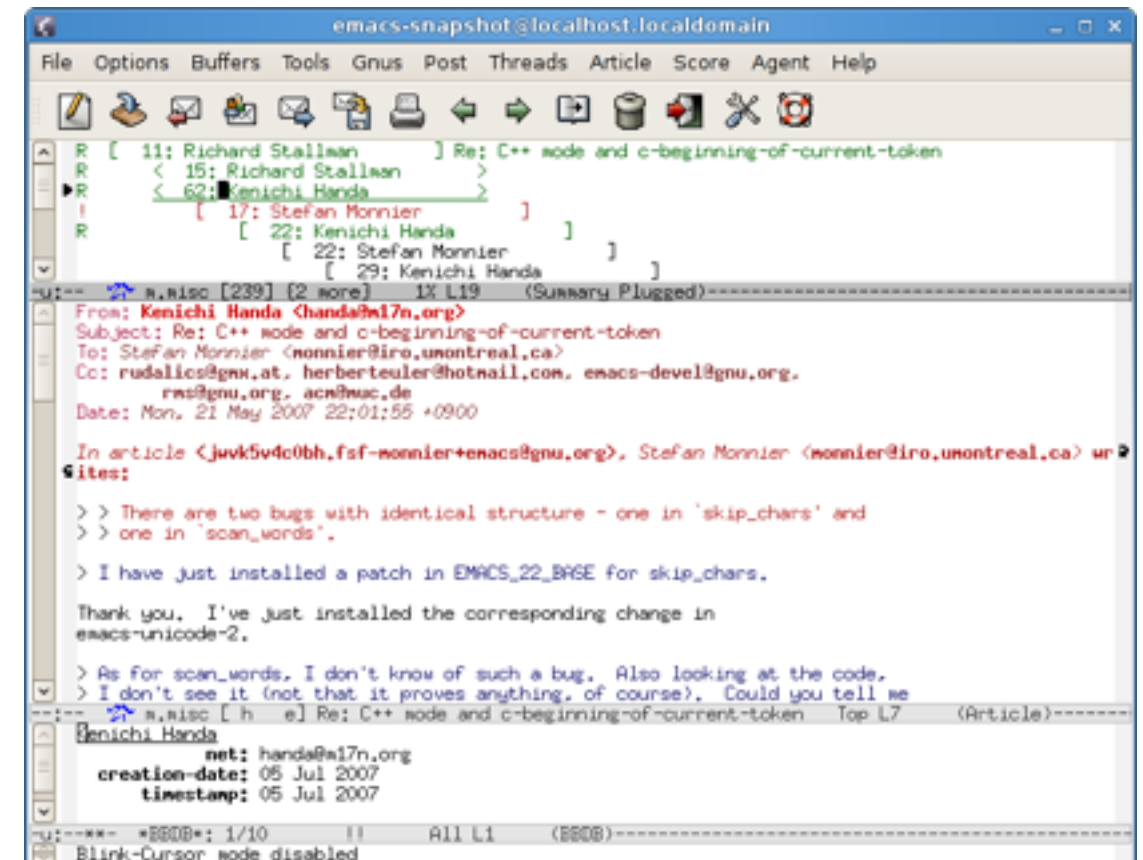 emacs-snapshot@localhost.localdomain
File Options Buffers Tools Gnus Post Threads Article Score Agent Help
R [ 11: Richard Stallman ] Re: C++ mode and c-beginning-of-current-token
R < 15: Richard Stallman >
R < 62: Kenichi Handa >
! [ 17: Stefan Monnier ]
R [ 22: Kenichi Handa ]
[ 22: Stefan Monnier ]
[ 29: Kenichi Handa ]
-u:-- m.misc [239] {2 more} 1% L19 (Summary Plugged)--
From: Kenichi Handa <handa@m17n.org>
Subject: Re: C++ mode and c-beginning-of-current-token
To: Stefan Monnier <monnier@iro.umontreal.ca>
Cc: rudalics@gmx.at, herberteuler@hotmail.com, emacs-devel@gnu.org,
rms@gnu.org, acm@muc.de
Date: Mon, 21 May 2007 22:01:55 +0900
In article <jwvk5v4c0bh.fsf-monnier+emacs@gnu.org>, Stefan Monnier <monnier@iro.umontreal.ca> wr
ites:
> > There are two bugs with identical structure - one in `skip_chars' and
> > one in `scan_words'.
> I have just installed a patch in EMACS_22_BASE for skip_chars.
Thank you. I've just installed the corresponding change in
emacs-unicode-2.
> As for scan_words, I don't know of such a bug. Also looking at the code,
> I don't see it (not that it proves anything, of course). Could you tell me
--:-- m.misc [ h e] Re: C++ mode and c-beginning-of-current-token Top L7 (Article)-------
Kenichi Handa
net: handa@m17n.org
creation-date: 05 Jul 2007
timestamp: 05 Jul 2007
-u:--**- *BBDB*: 1/10 !! All L1 (BBDB)--
Blink-Cursor mode disabled